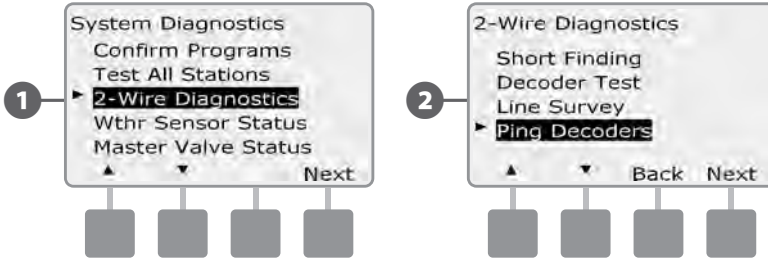 System Diagnostics
Confirm Programs
Test All Stations
1
2-Wire Diagnostics
Wthr Sensor Status
Master Valve Status
Next
2-Wire Diagnostics
Short Finding
Decoder Test
2
Line Survey
Ping Decoders
Back Next